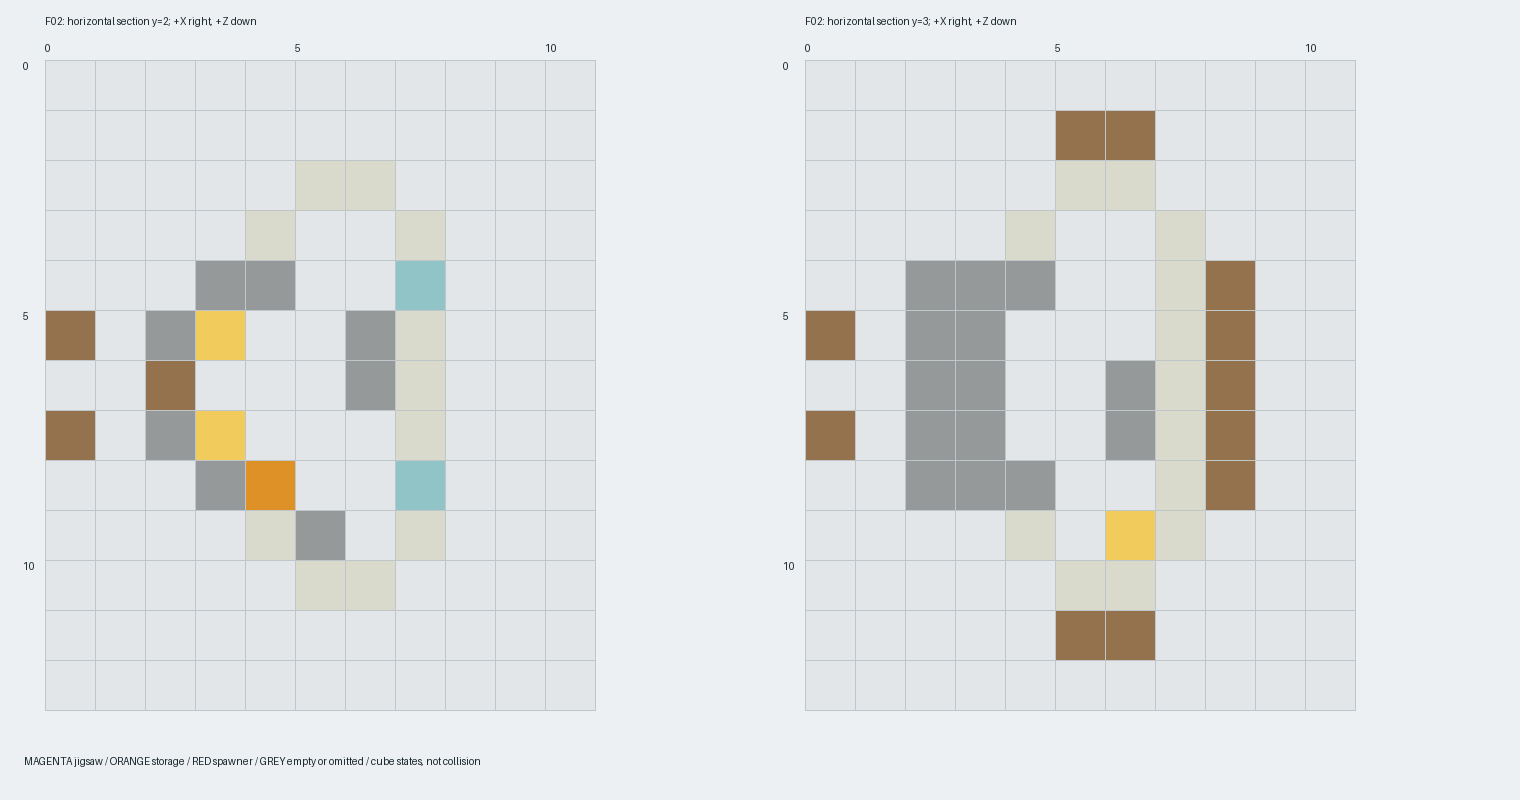 F02: horizontal section y=2; +X right, +Z down
F02: horizontal section y=3; +X right, +Z down
0 5 10
0 5 10
0
0
5
5
10
10
MAGENTA jigsaw / ORANGE storage / RED spawner / GREY empty or omitted / cube states, not collision